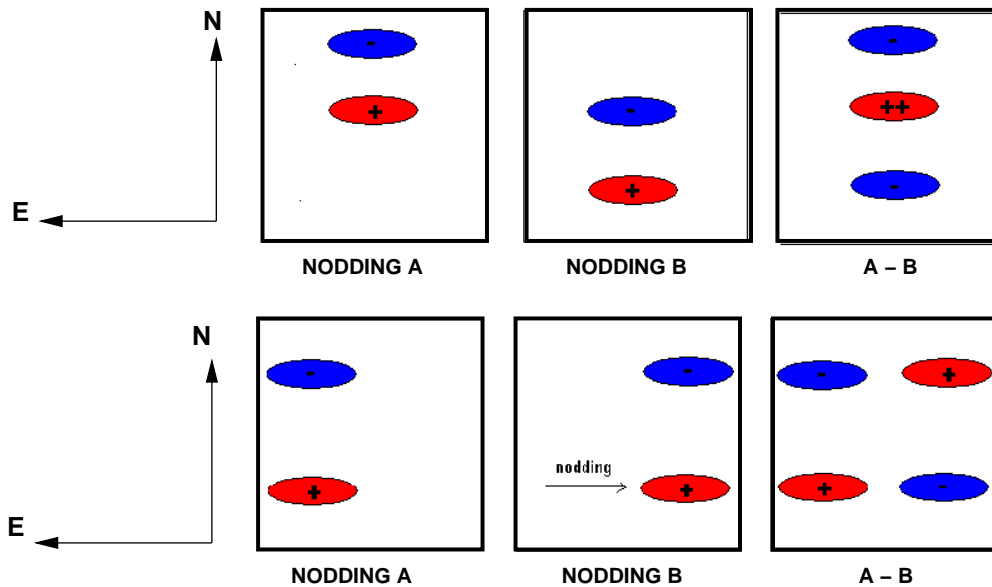 N
- - -
+ - ++
+ -
E
NODDING A NODDING B A – B
N
- - - +
nodding
+ + + -
E
NODDING A NODDING B A – B